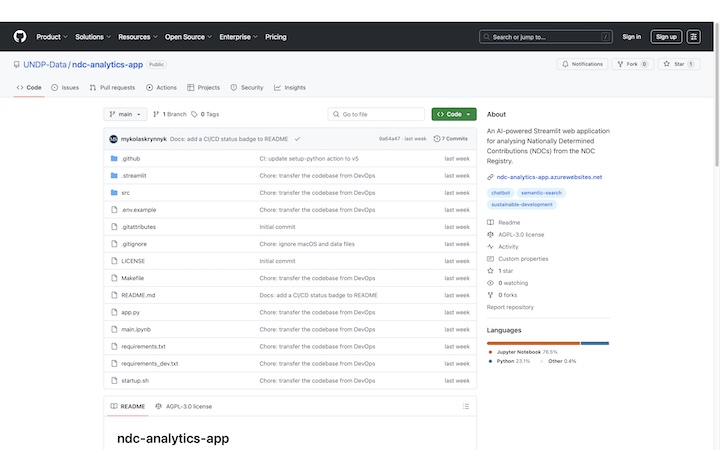 Product Solutions Resources Open Source Enterprise Pricing Search or jump to... / Sign in Sign up
UNDP-Data / ndc-analytics-app Public Notifications Fork 0 Star 1
Code Issues Pull requests Actions Projects Security Insights
main 1 Branch 0 Tags Go to file Code
mykolaskrynnyk Docs: add a CI/CD status badge to README 9a64a47 · last week 7 Commits
.github CI: update setup-python action to v5 last week
.streamlit Chore: transfer the codebase from DevOps last week
src Chore: transfer the codebase from DevOps last week
.env.example Chore: transfer the codebase from DevOps last week
.gitattributes Initial commit last week
.gitignore Chore: ignore macOS and data files last week
LICENSE Initial commit last week
Makefile Chore: transfer the codebase from DevOps last week
README.md Docs: add a CI/CD status badge to README last week
app.py Chore: transfer the codebase from DevOps last week
main.ipynb Chore: transfer the codebase from DevOps last week
requirements.txt Chore: transfer the codebase from DevOps last week
requirements_dev.txt Chore: transfer the codebase from DevOps last week
startup.sh Chore: transfer the codebase from DevOps last week
README AGPL-3.0 license
ndc-analytics-app
About
An AI-powered Streamlit web application
for analysing Nationally Determined
Contributions (NDCs) from the NDC
Registry.
ndc-analytics-app.azurewebsites.net
chatbot semantic-search
sustainable-development
Readme
AGPL-3.0 license
Activity
Custom properties
1 star
0 watching
0 forks
Report repository
Languages
Jupyter Notebook 76.5%
Python 23.1% Other 0.4%